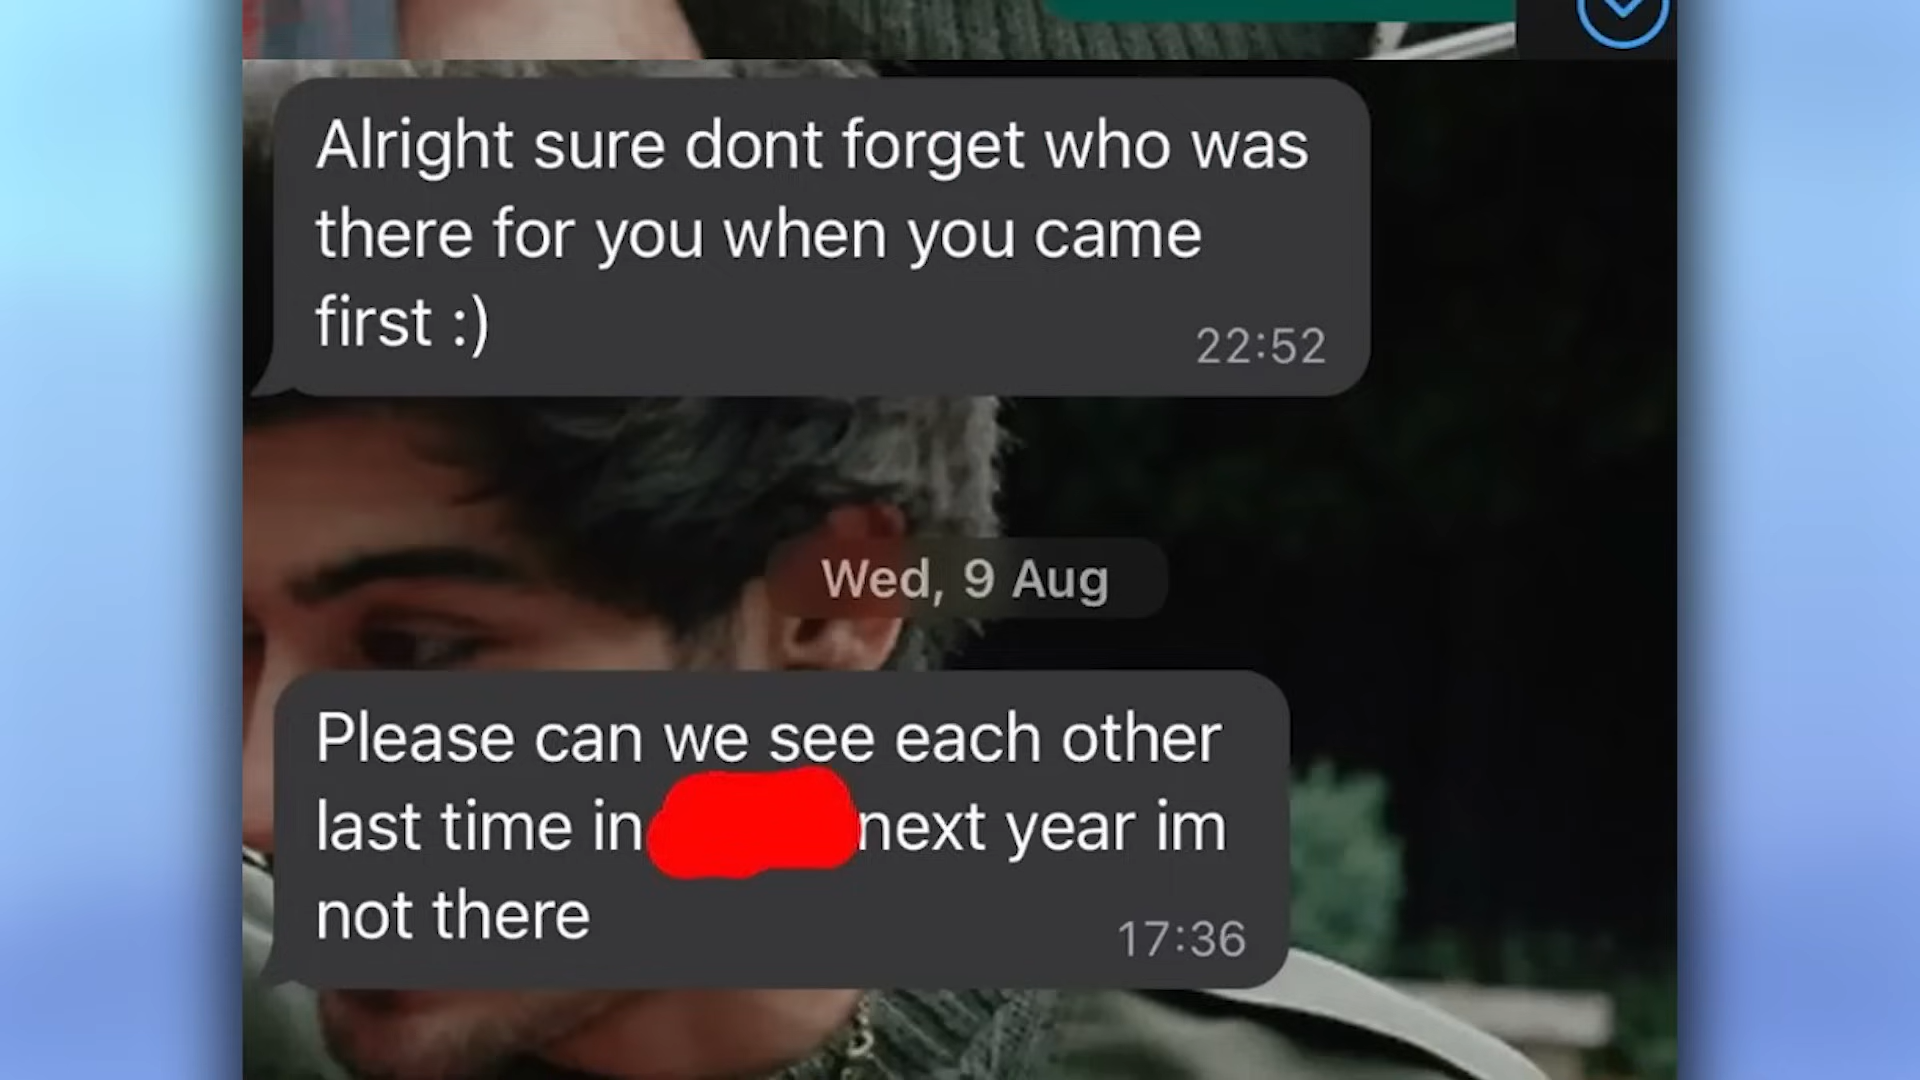 Alright sure dont forget who was
there for you when you came
first :)
22:52
Wed, 9 Aug
Please can we see each other
last time in next year im
not there
17:36